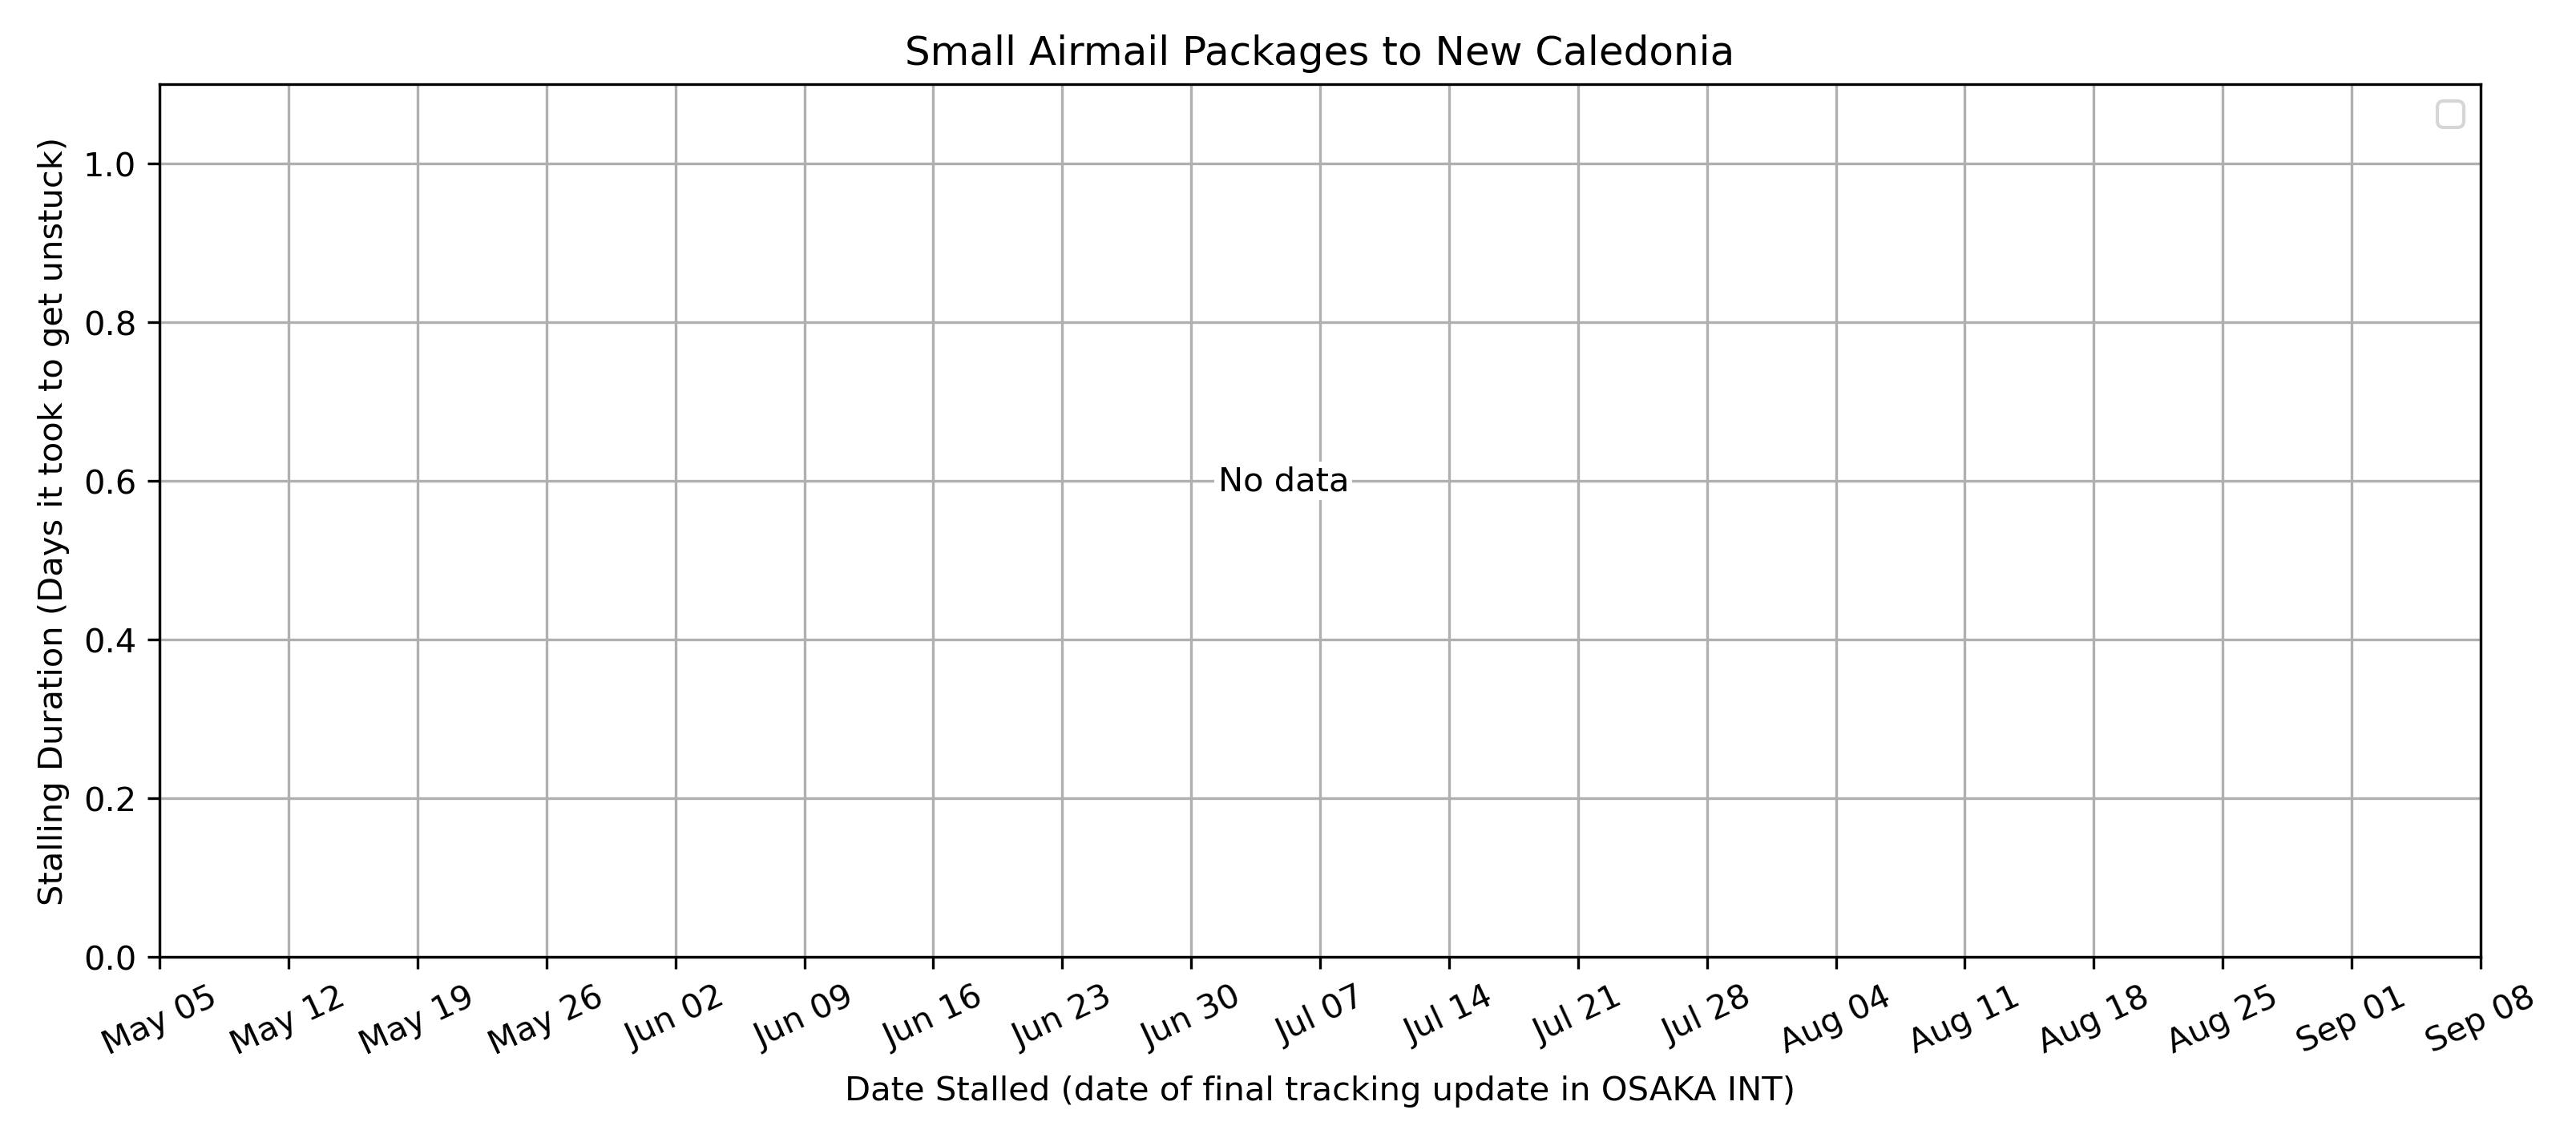 Small Airmail Packages to New Caledonia
Stalling Duration (Days it took to get unstuck)
1.0
0.8
0.6
0.4
0.2
0.0
No data
May 05
May 12
May 19
May 26
Jun 02
Jun 09
Jun 16
Jun 23
Jun 30
Jul 07
Jul 14
Jul 21
Jul 28
Aug 04
Aug 11
Aug 18
Aug 25
Sep 01
Sep 08
Date Stalled (date of final tracking update in OSAKA INT)